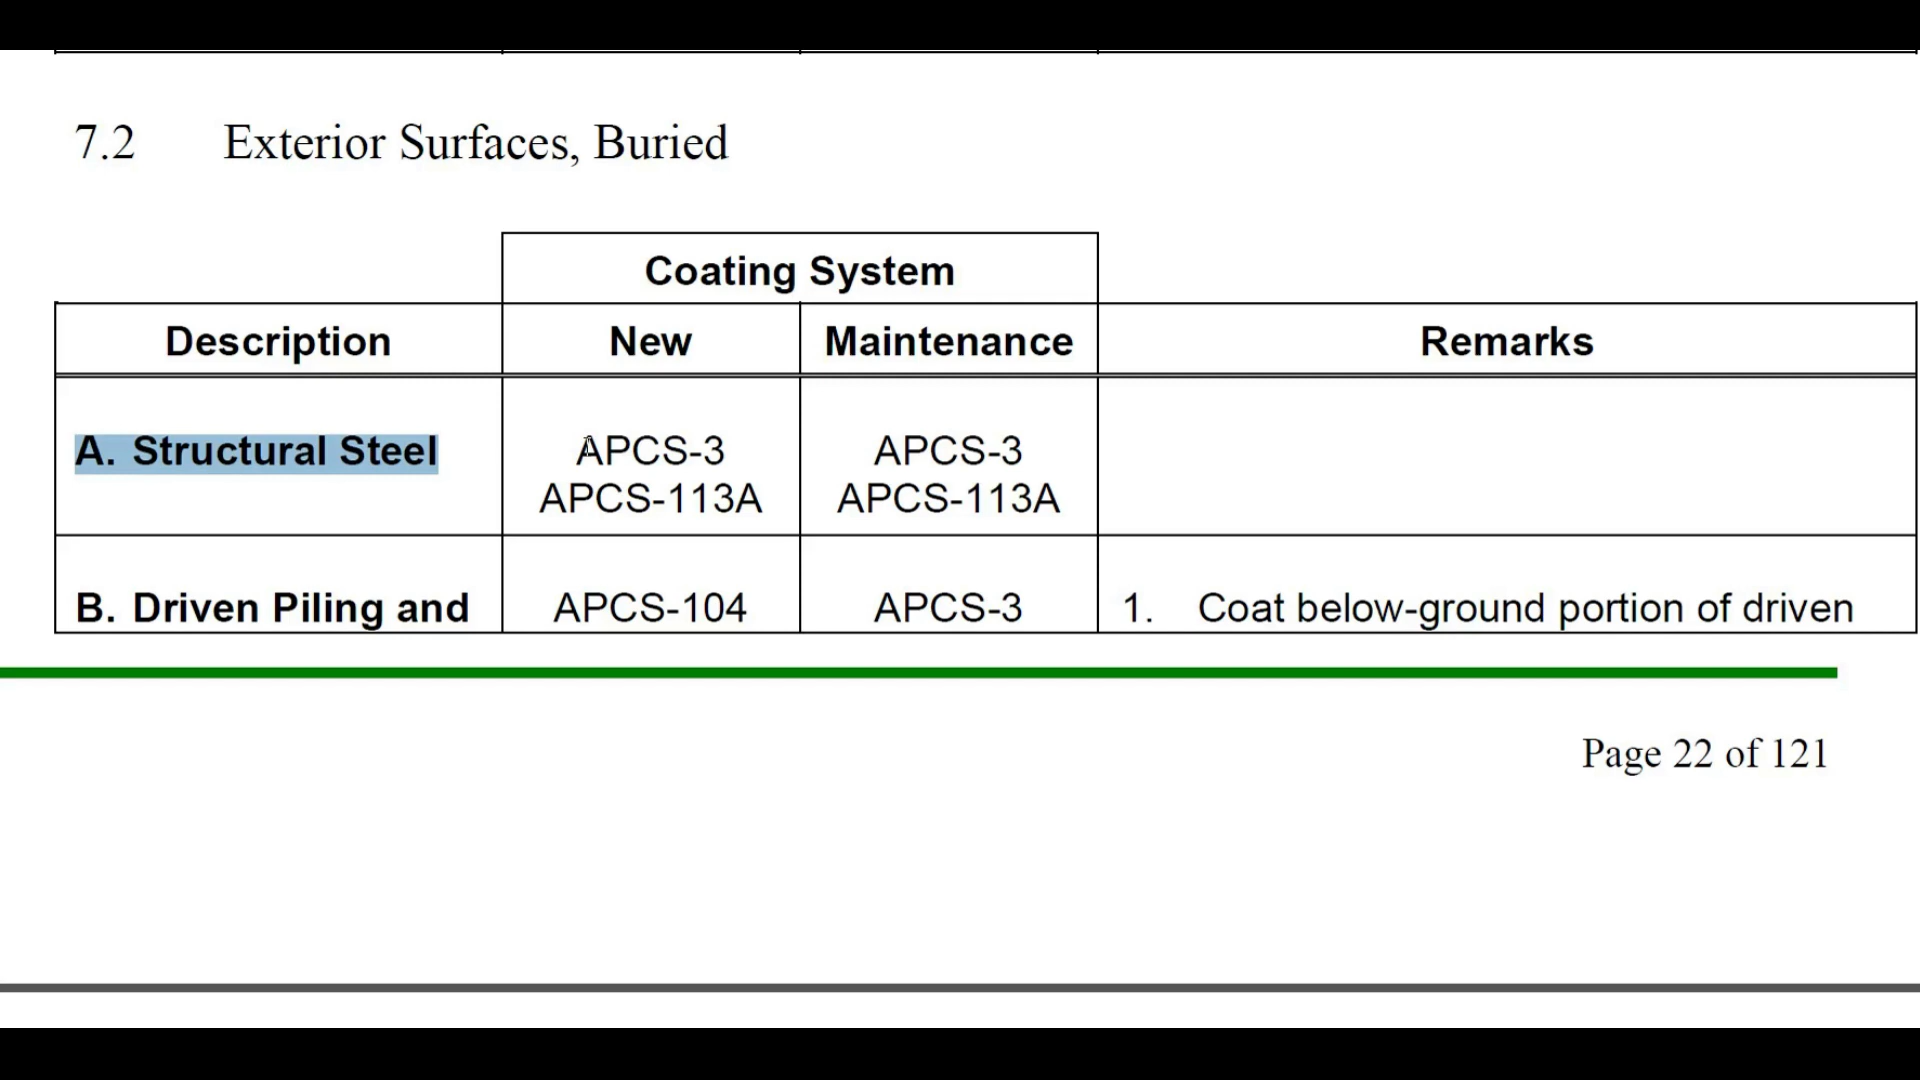 7.2 Exterior Surfaces, Buried
Coating System
Description New Maintenance Remarks
A. Structural Steel APCS-3 APCS-3
APCS-113A APCS-113A
B. Driven Piling and APCS-104 APCS-3 1. Coat below-ground portion of driven
Page 22 of 121